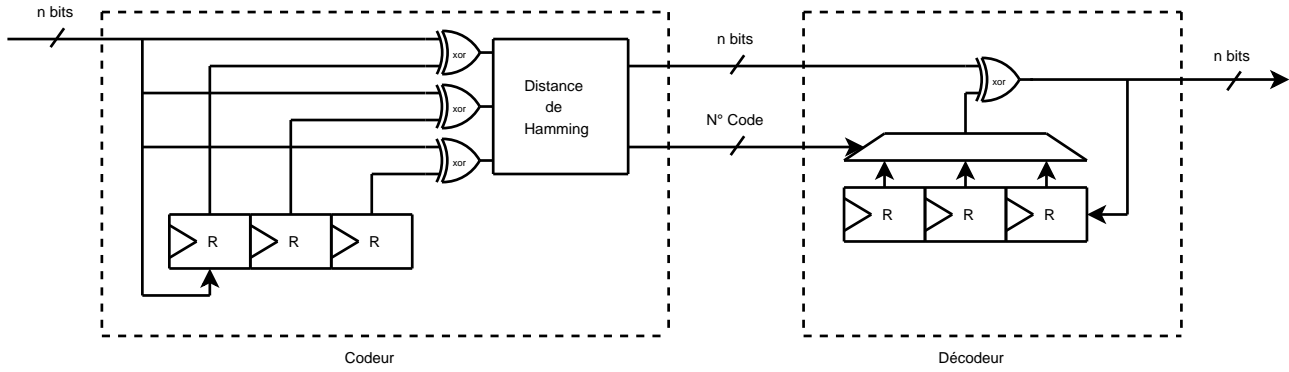 n bits
xor
xor
xor
Distance
de
Hamming
R
R
R
Codeur
n bits
N° Code
xor
R
R
R
n bits
Décodeur